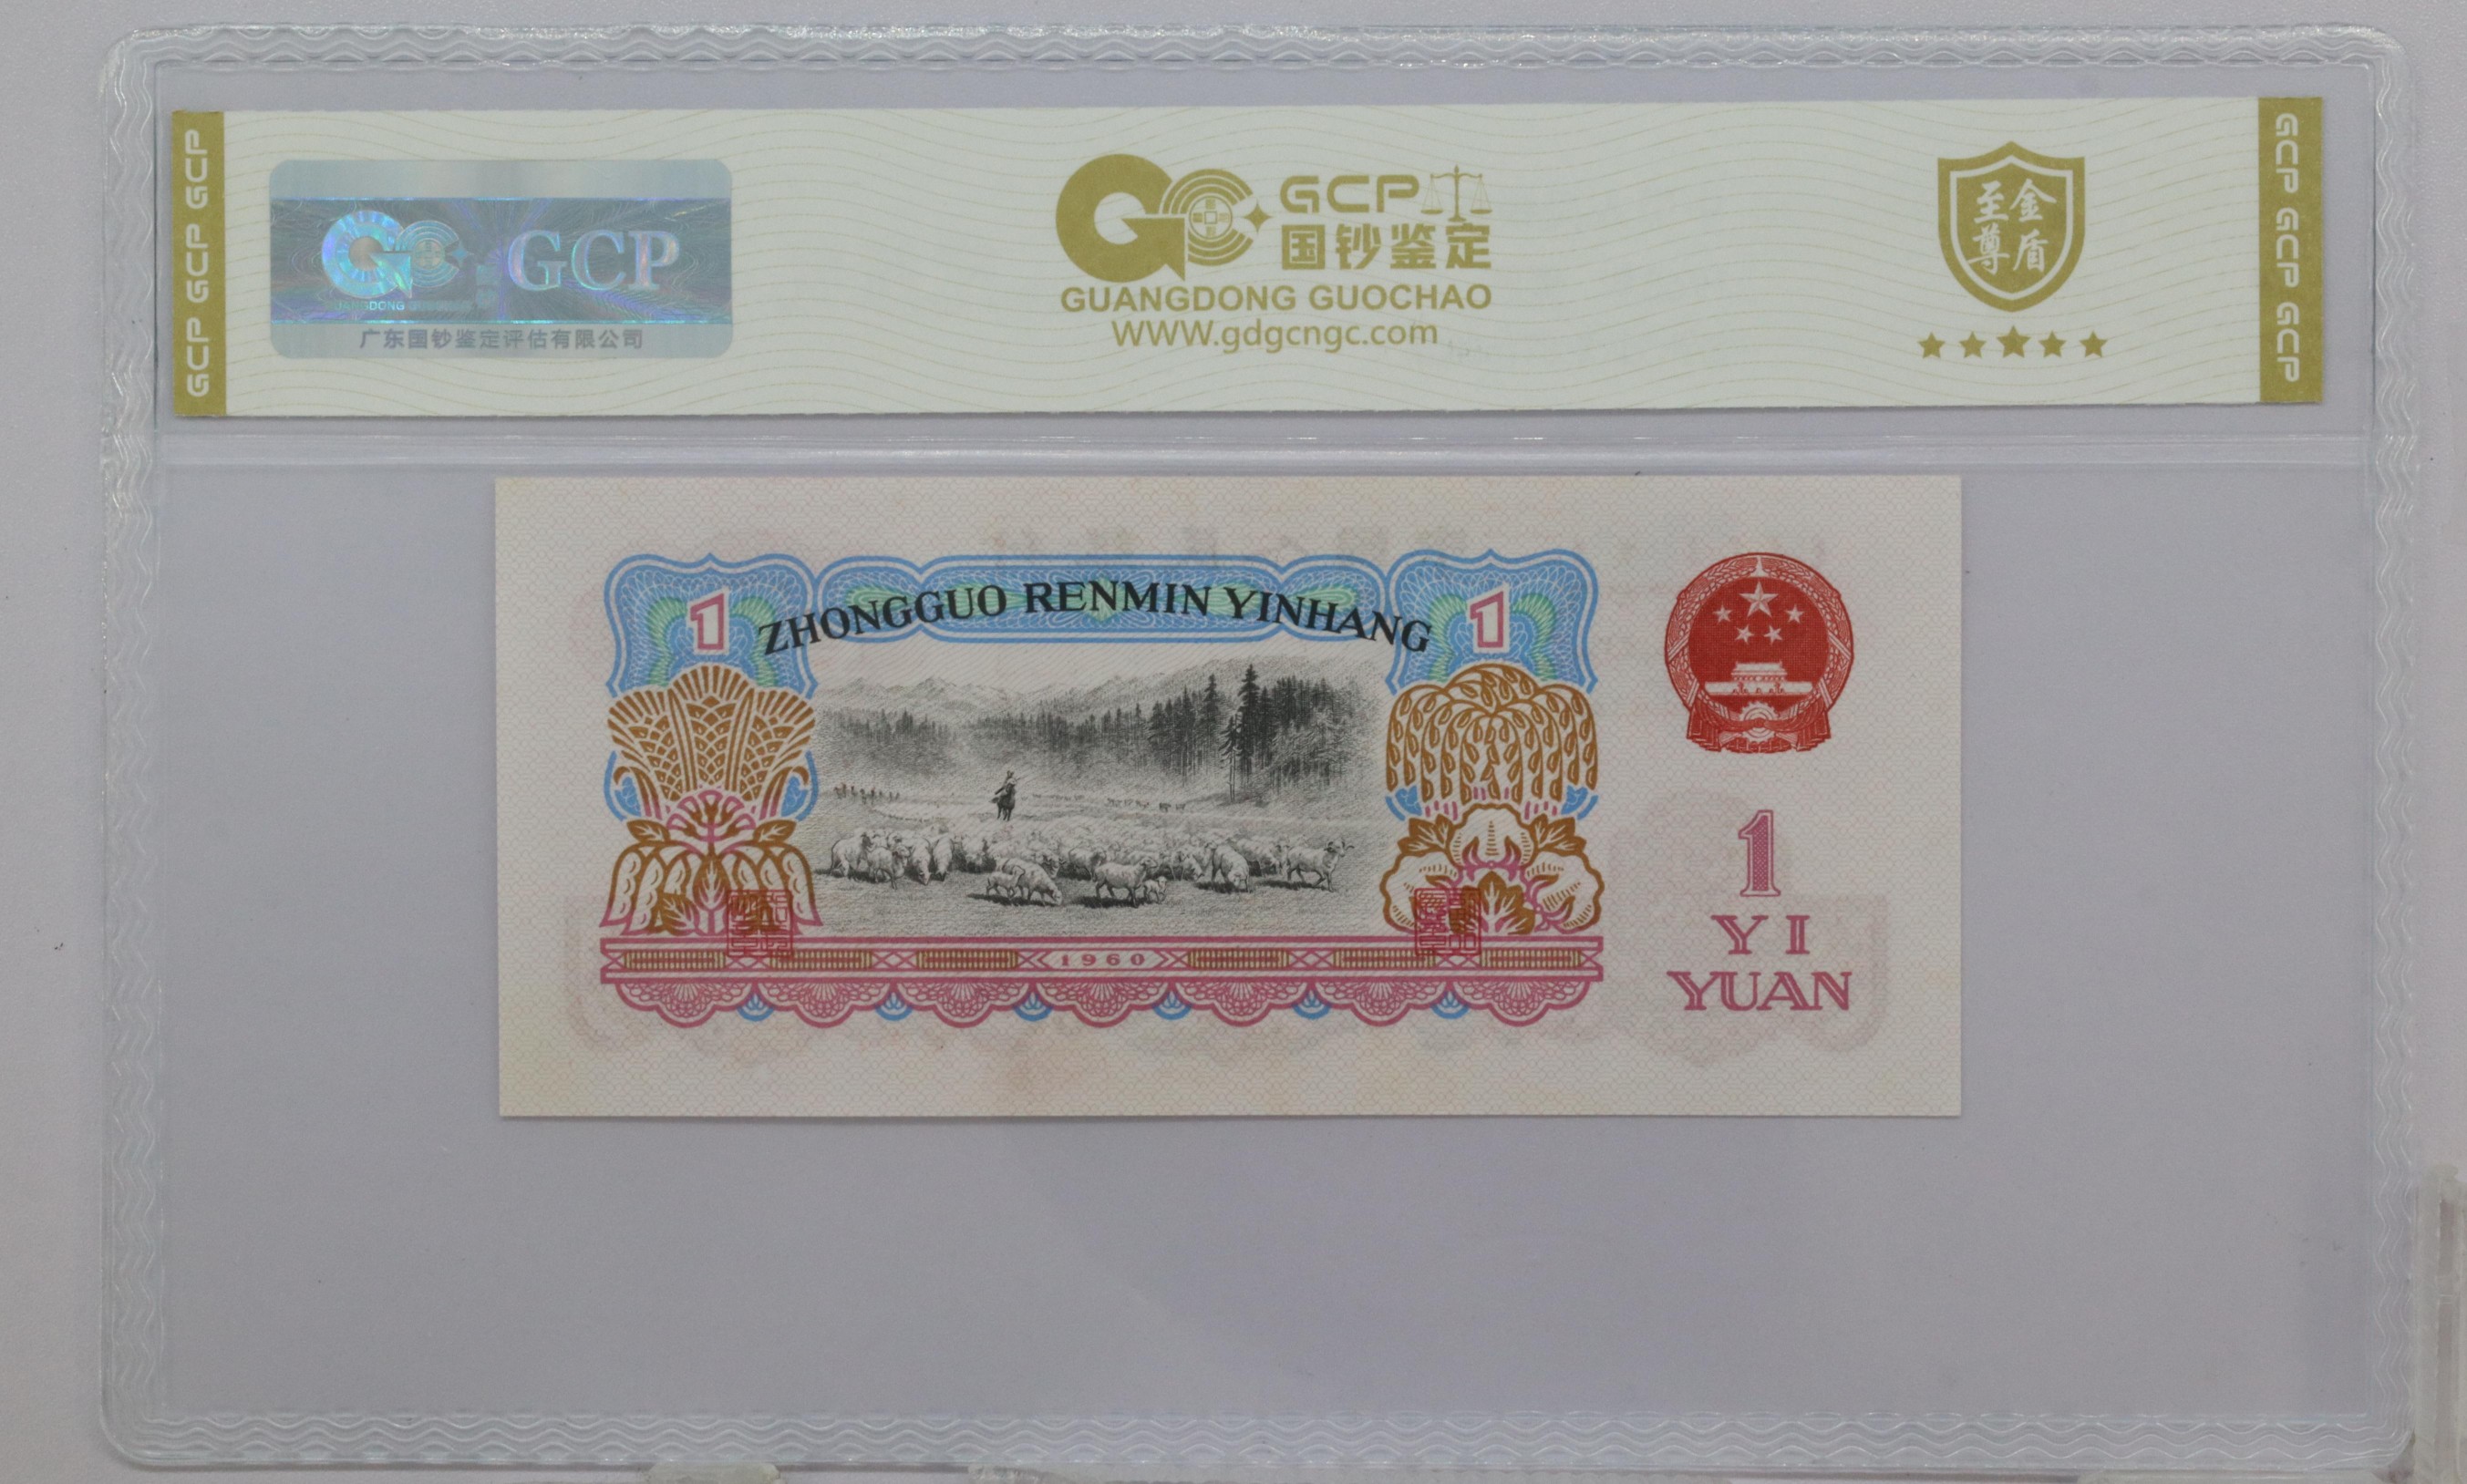 GCP GCP GCP
GCP
GUANGDONG
广东国钞鉴定评估有限公司
GCP
国钞鉴定
GUANGDONG GUOCHAO
WWW.gdgcngc.com
至金
尊盾
GCP GCP GCP
1
ZHONGGUO RENMIN YINHANG
1
1960
1
YI
YUAN